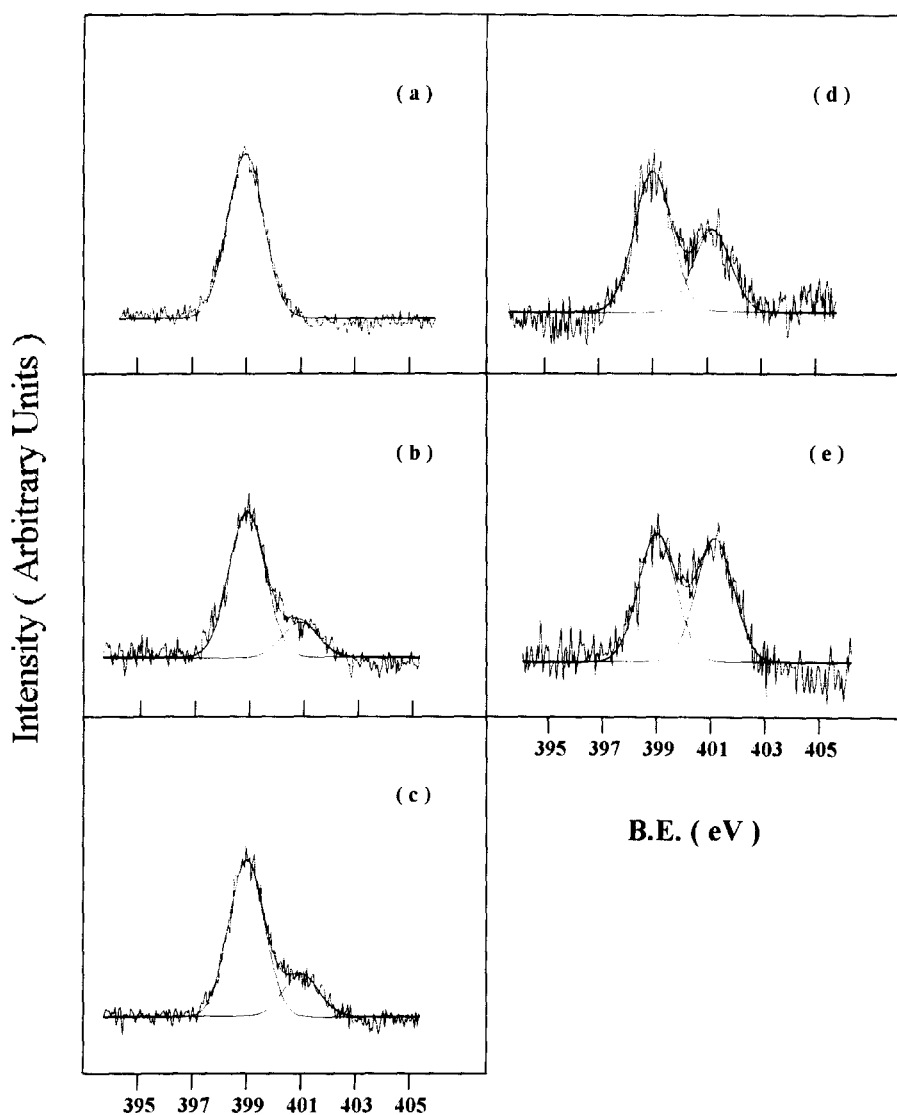 ( a )
( d )
Intensity ( Arbitrary Units )
( b )
( e )
395 397 399 401 403 405
B.E. ( eV )
( c )
395 397 399 401 403 405